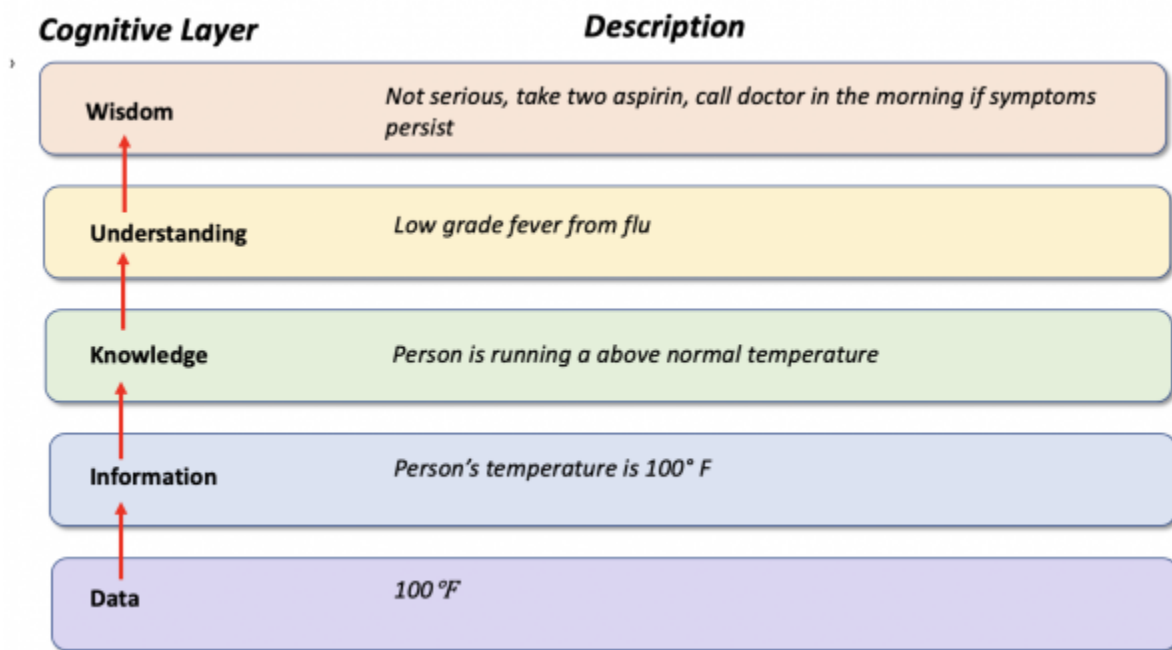 Cognitive Layer
Description
Wisdom
Not serious, take two aspirin, call doctor in the morning if symptoms
persist
Understanding
Low grade fever from flu
Knowledge
Person is running a above normal temperature
Information
Person's temperature is 100° F
Data
100°F